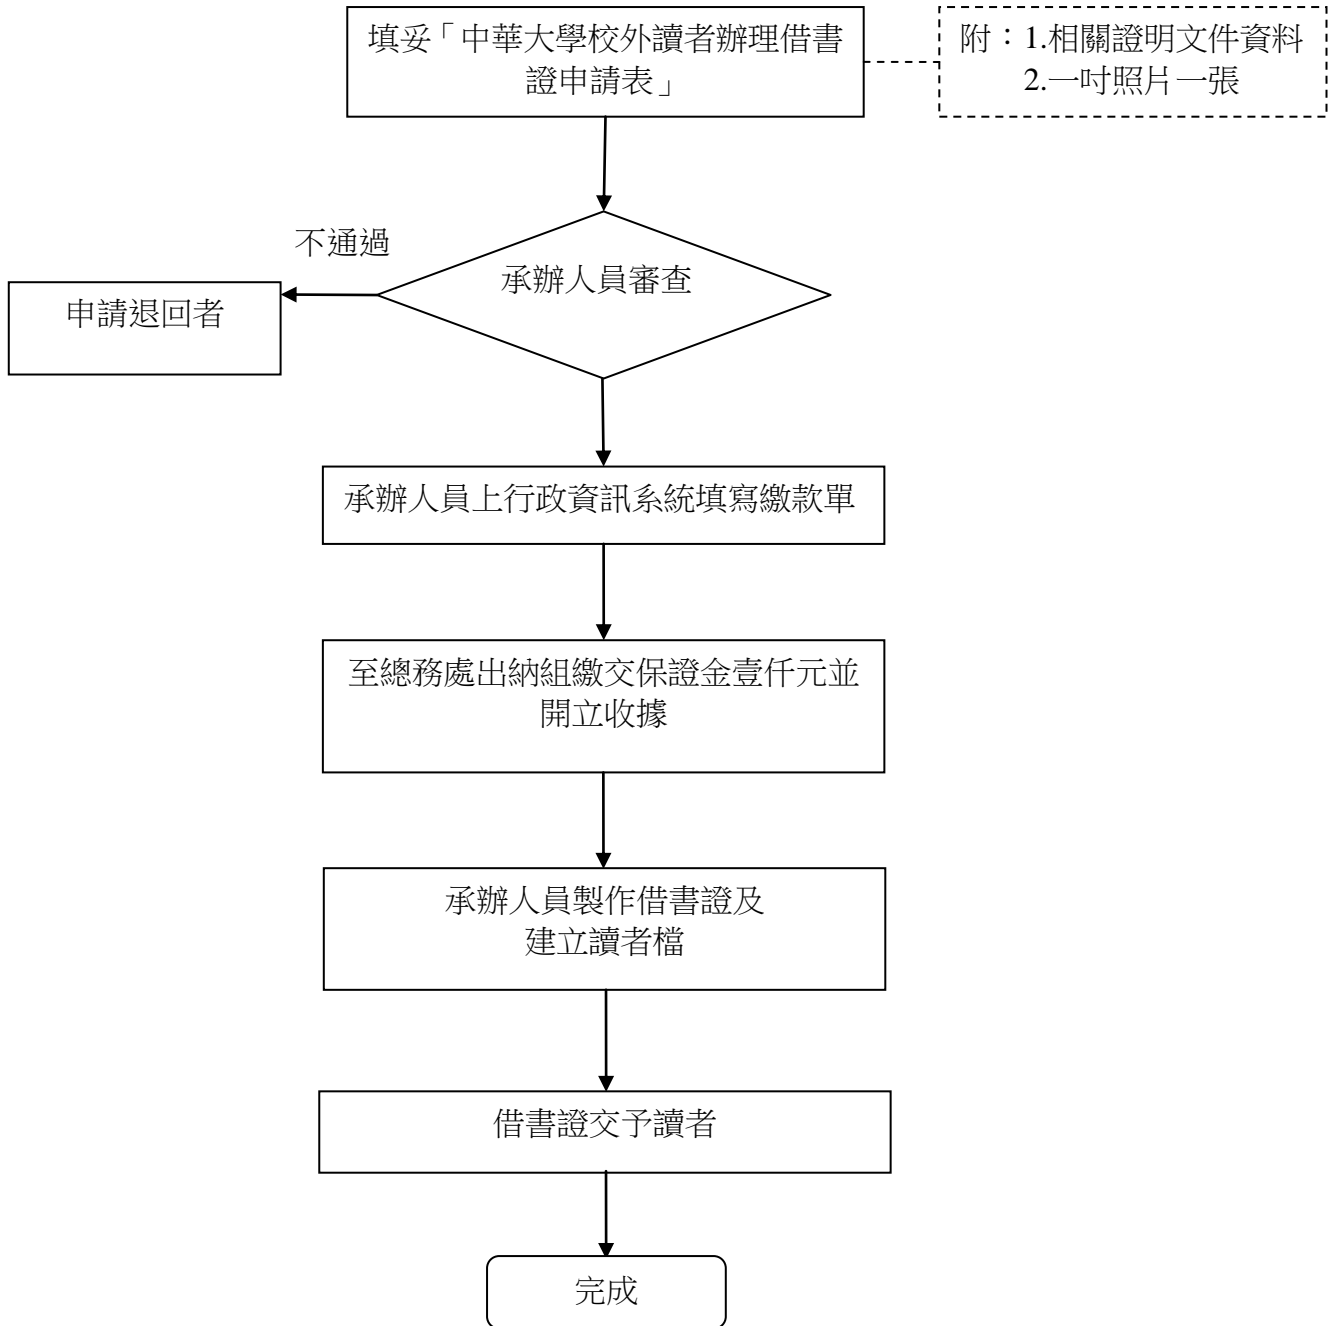 填妥「中華大學校外讀者辦理借書
證申請表」
附：1.相關證明文件資料
2.一吋照片一張
不通過
承辦人員審查
申請退回者
承辦人員上行政資訊系統填寫繳款單
至總務處出納組繳交保證金壹仟元並
開立收據
承辦人員製作借書證及
建立讀者檔
借書證交予讀者
完成